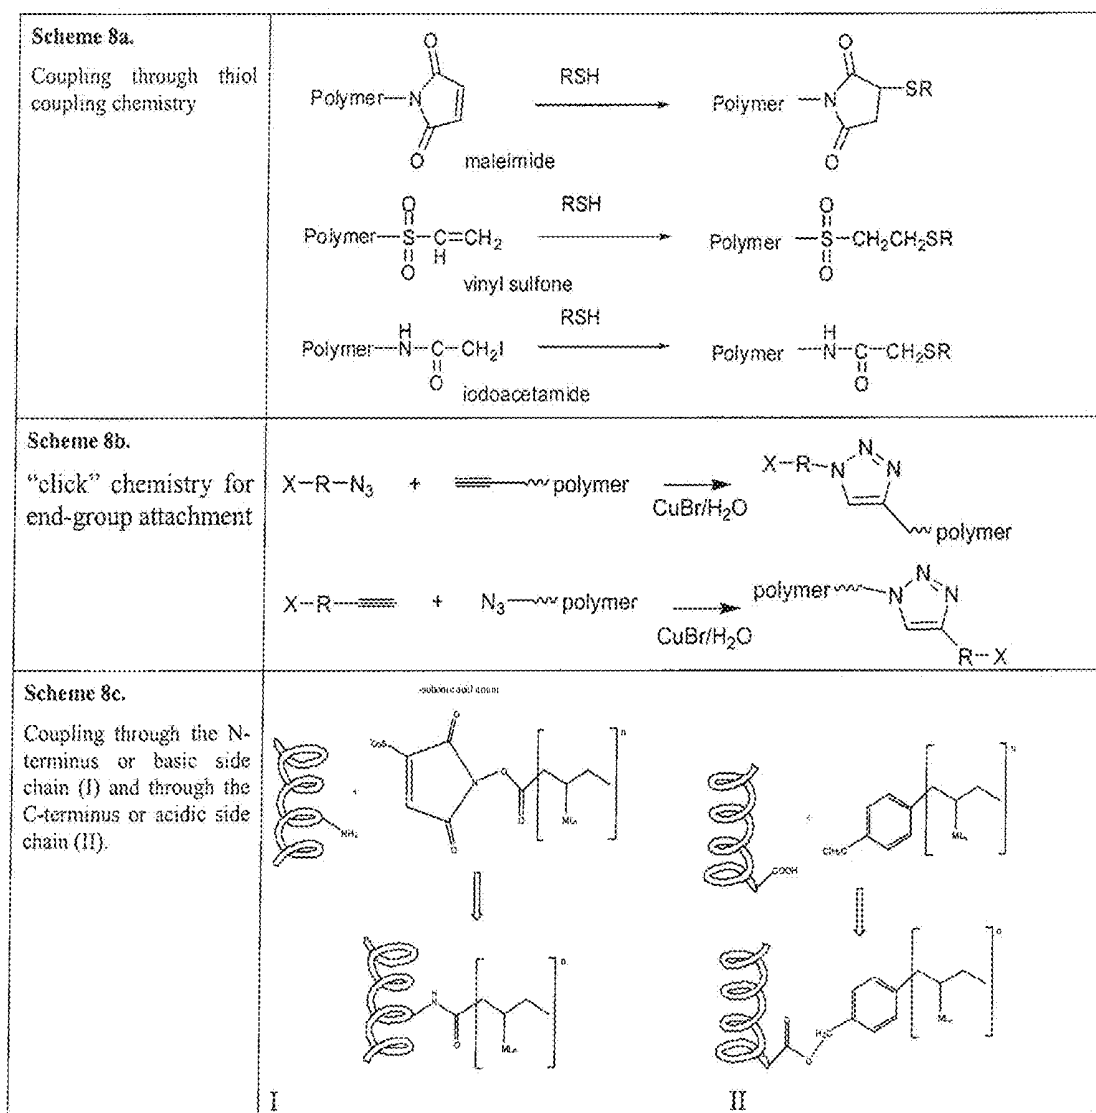 Scheme 8a.
Coupling through thiol
coupling chemistry
Polymer
N
O
O
maleimide
RSH
Polymer
N
O
O
SR
Polymer
S
O
O
C=CH2
H
vinyl sulfone
RSH
Polymer
S
O
O
CH2CH2SR
Polymer
H
N
C
O
CH2I
iodoacetamide
RSH
Polymer
H
N
C
O
CH2SR
Scheme 8b.
"click" chemistry for
end-group attachment
X-R-N3
+
polymer
CuBr/H2O
X-R
N
N
N
polymer
X-R
+
N3
polymer
CuBr/H2O
polymer
N
N
N
R-X
Scheme 8c.
Coupling through the N-
terminus or basic side
chain (I) and through the
C-terminus or acidic side
chain (II).
NH2
+
O
O
N
O
O
n
COOH
+
n
H
N
O
n
O
O
H2C
n
I
II